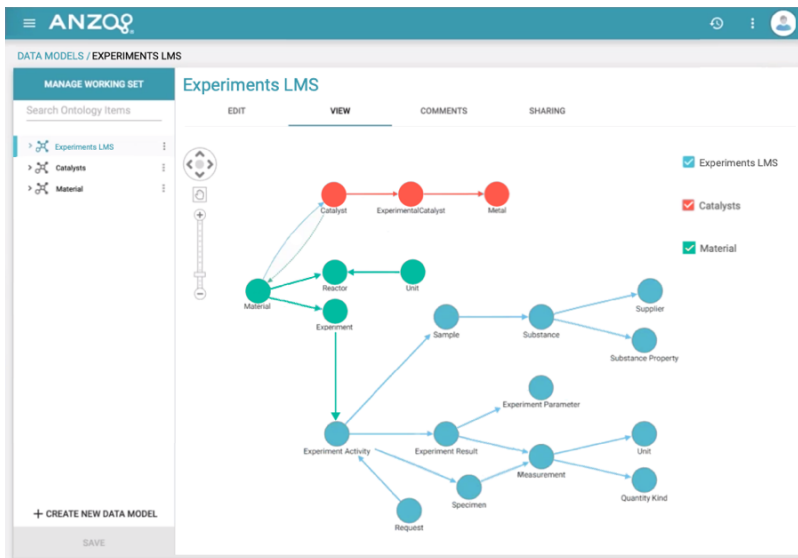 ANZO
DATA MODELS / EXPERIMENTS LMS
MANAGE WORKING SET
Search Ontology Items
Experiments LMS
Catalysts
Material
+ CREATE NEW DATA MODEL
SAVE
Experiments LMS
EDIT VIEW COMMENTS SHARING
Experiments LMS
Catalysts
Material
Catalyst ExperimentalCatalyst Metal
Reactor Unit
Material
Experiment
Supplier
Sample Substance
Substance Property
Experiment Parameter
Experiment Activity Experiment Result Unit
Measurement
Quantity Kind
Specimen
Request